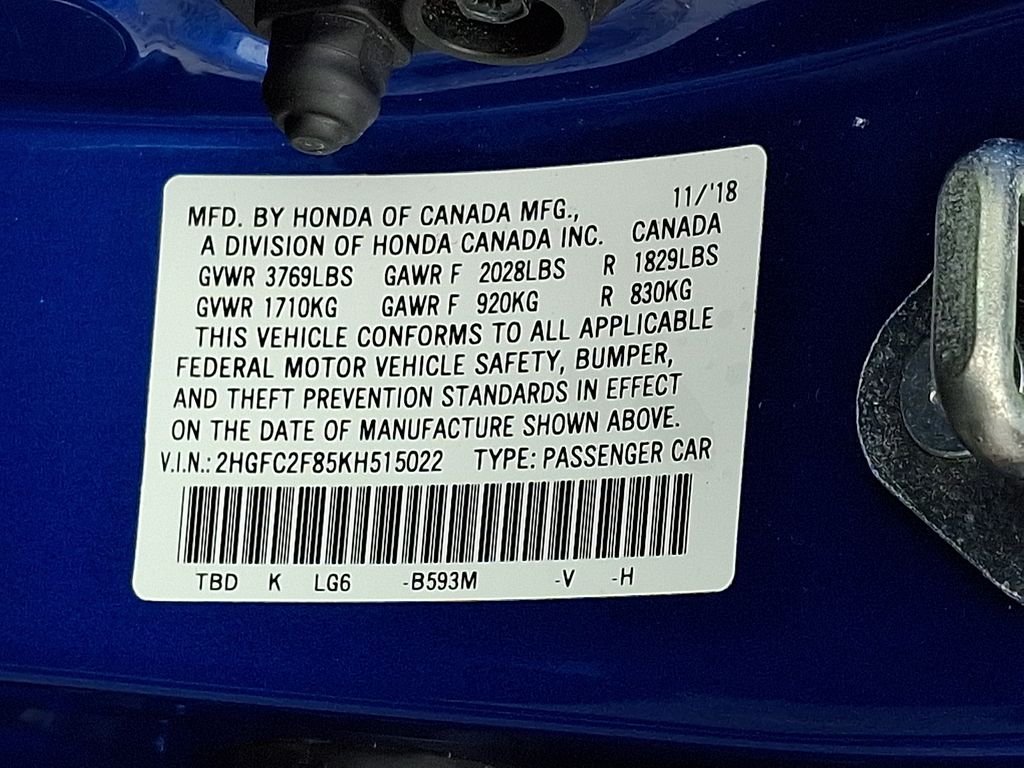 MFD. BY HONDA OF CANADA MFG., 11/'18
A DIVISION OF HONDA CANADA INC. CANADA
GVWR 3769LBS GAWR F 2028LBS R 1829LBS
GVWR 1710KG GAWR F 920KG R 830KG
THIS VEHICLE CONFORMS TO ALL APPLICABLE
FEDERAL MOTOR VEHICLE SAFETY, BUMPER,
AND THEFT PREVENTION STANDARDS IN EFFECT
ON THE DATE OF MANUFACTURE SHOWN ABOVE.
V.I.N.: 2HGFC2F85KH515022 TYPE: PASSENGER CAR
TBD K LG6 -B593M -V -H